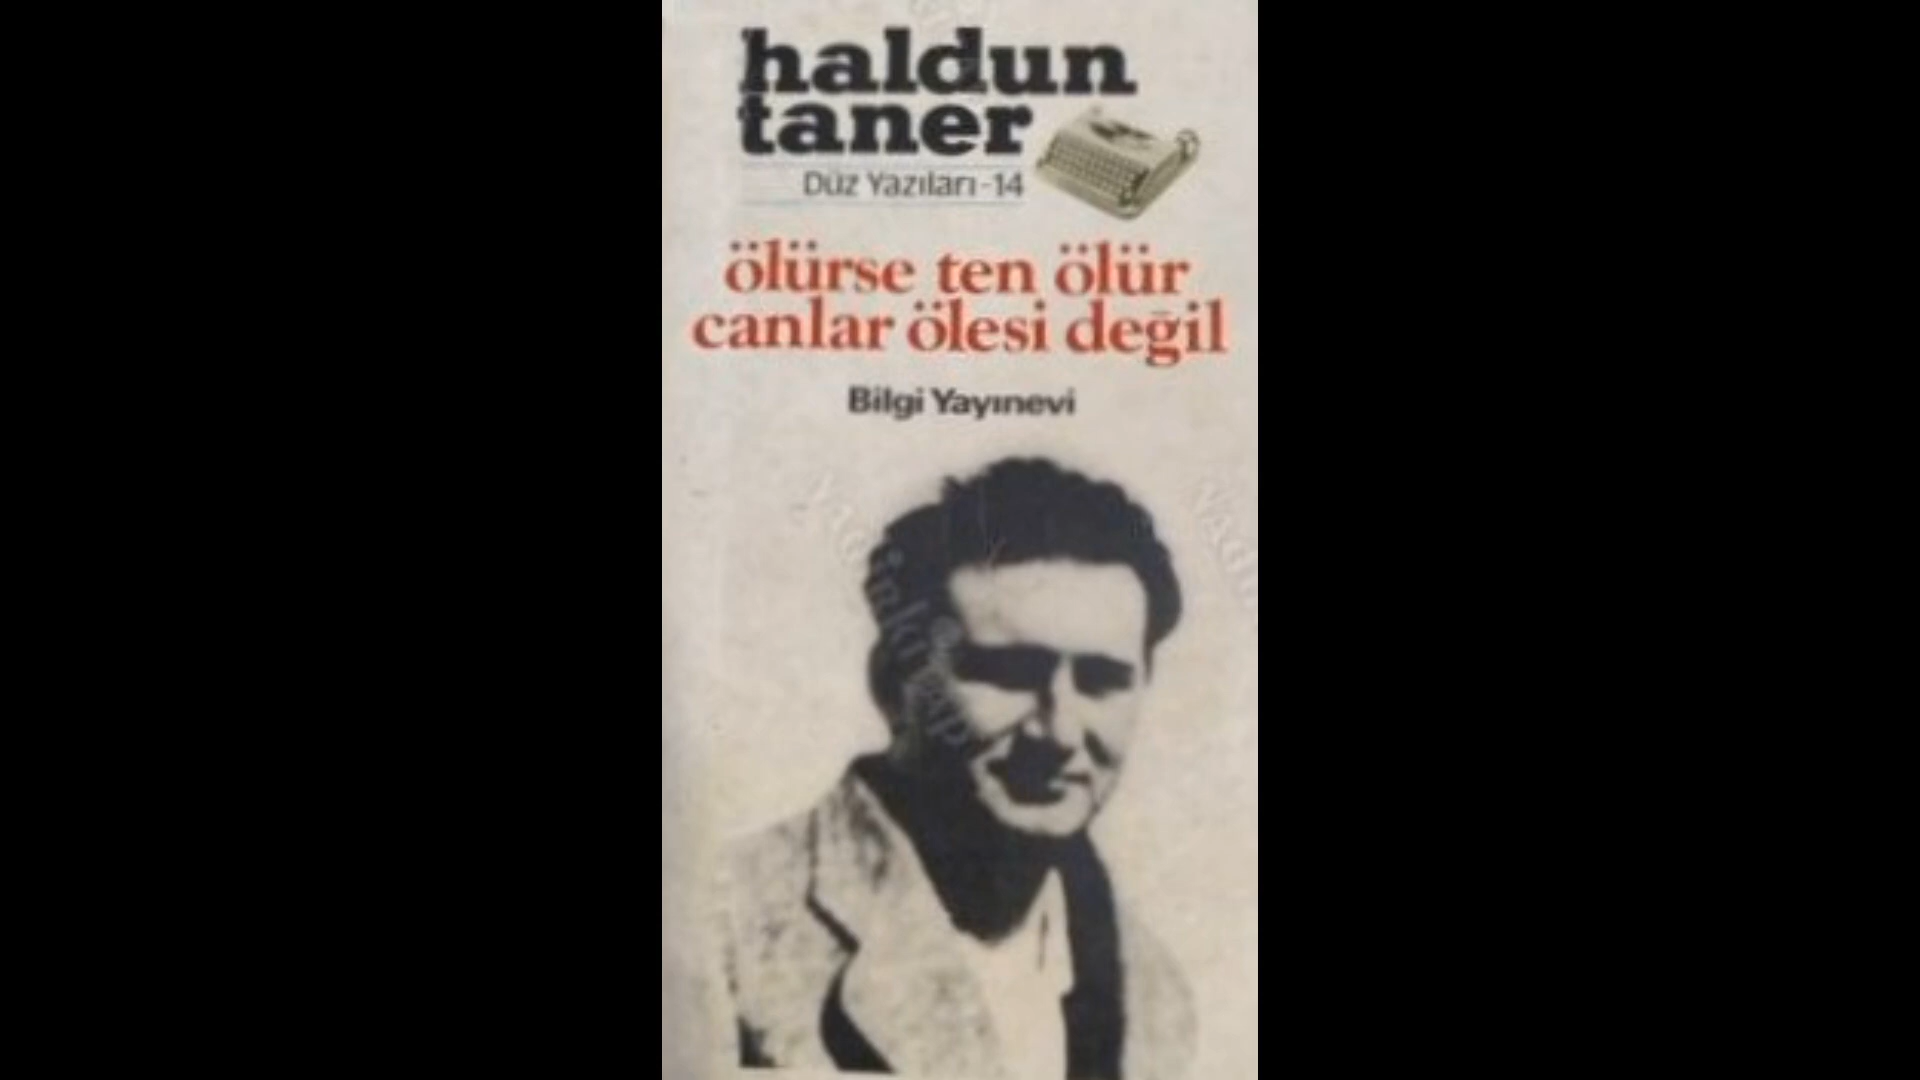 haldun
taner
Düz Yazıları-14
ölürse ten ölür
canlar ölesi değil
Bilgi Yayınevi